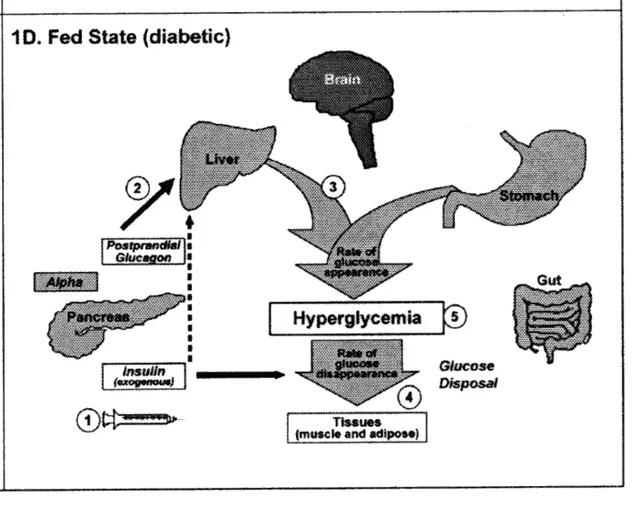 1D. Fed State (diabetic)
Brain
Liver
2
3
Stomach
Postprandial
Glucagon
Rate of
glucose
appearance
Alpha
Gut
Pancreas
Hyperglycemia
5
Rate of
glucose
disappearance
Insulin
(exogenous)
Glucose
Disposal
4
1
Tissues
(muscle and adipose)